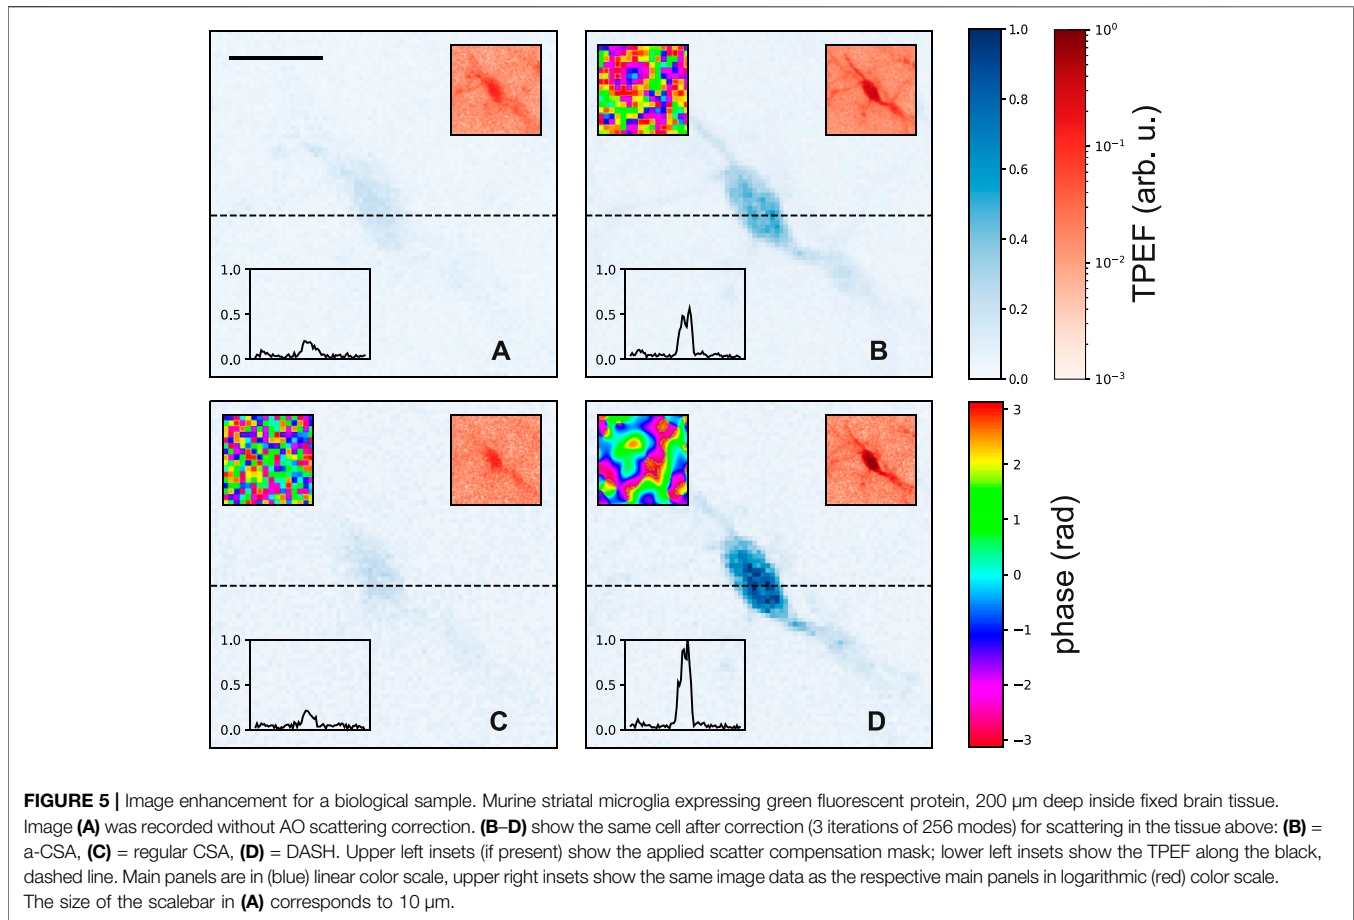 1.0
0.5
0.0
A
1.0
0.5
0.0
B
1.0
0.8
0.6
0.4
0.2
0.0
10⁰
10⁻¹
10⁻²
10⁻³
TPEF (arb. u.)
1.0
0.5
0.0
C
1.0
0.5
0.0
D
3
2
1
0
−1
−2
−3
phase (rad)
FIGURE 5 | Image enhancement for a biological sample. Murine striatal microglia expressing green fluorescent protein, 200 μm deep inside fixed brain tissue.
Image (A) was recorded without AO scattering correction. (B–D) show the same cell after correction (3 iterations of 256 modes) for scattering in the tissue above: (B) =
a-CSA, (C) = regular CSA, (D) = DASH. Upper left insets (if present) show the applied scatter compensation mask; lower left insets show the TPEF along the black,
dashed line. Main panels are in (blue) linear color scale, upper right insets show the same image data as the respective main panels in logarithmic (red) color scale.
The size of the scalebar in (A) corresponds to 10 μm.